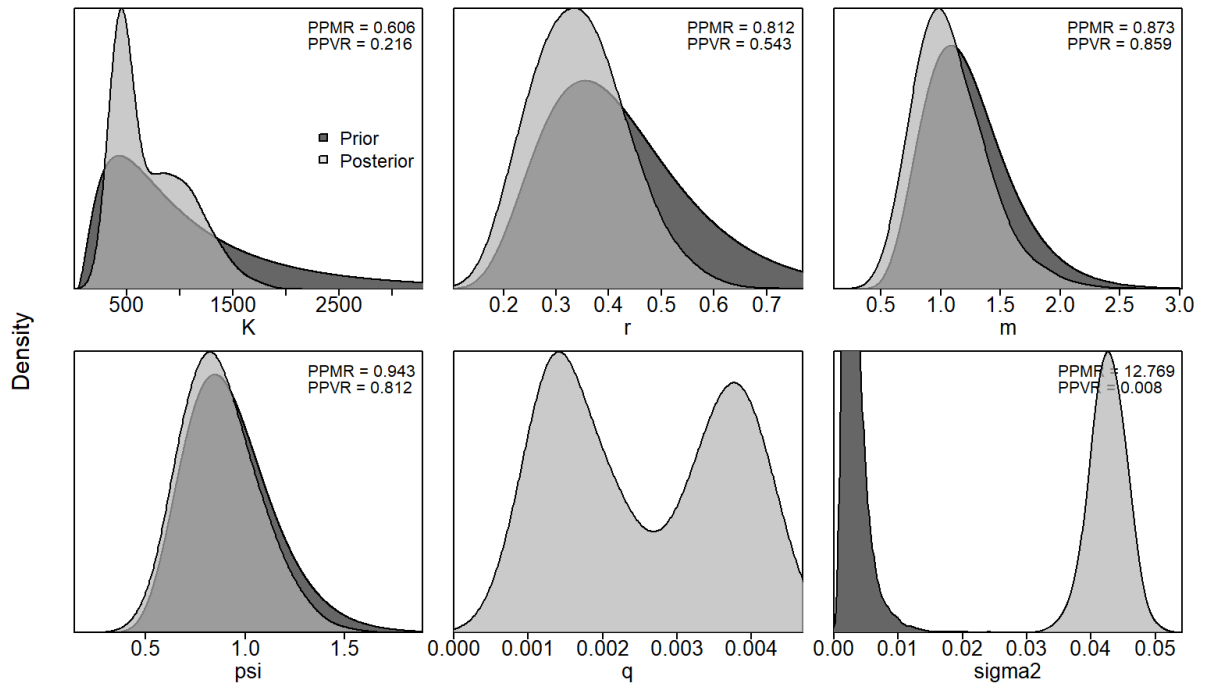 PPMR = 0.606
PPVR = 0.216
Prior
Posterior
500 1500 2500
K
PPMR = 0.812
PPVR = 0.543
0.2 0.3 0.4 0.5 0.6 0.7
r
PPMR = 0.873
PPVR = 0.859
0.5 1.0 1.5 2.0 2.5 3.0
m
Density
PPMR = 0.943
PPVR = 0.812
0.5 1.0 1.5
psi
0.000 0.001 0.002 0.003 0.004
q
PPMR = 12.769
PPVR = 0.008
0.00 0.01 0.02 0.03 0.04 0.05
sigma2